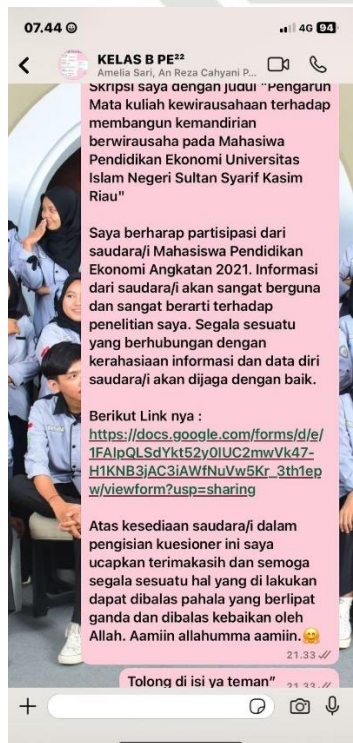 07.44
4G 94
KELAS B PE²²
Amelia Sari, An Reza Cahyani P...
Skripsi saya dengan judul "Pengaruh
Mata kuliah kewirausahaan terhadap
membangun kemandirian
berwirausaha pada Mahasiwa
Pendidikan Ekonomi Universitas
Islam Negeri Sultan Syarif Kasim
Riau"
Saya berharap partisipasi dari
saudara/i Mahasiswa Pendidikan
Ekonomi Angkatan 2021. Informasi
dari saudara/i akan sangat berguna
dan sangat berarti terhadap
penelitian saya. Segala sesuatu
yang berhubungan dengan
kerahasiaan informasi dan data diri
saudara/i akan dijaga dengan baik.
Berikut Link nya :
https://docs.google.com/forms/d/e/
1FAIpQLSdYkt52y0IUC2mwVk47-
H1KNB3jAC3iAWfNuVw5Kr_3th1ep
w/viewform?usp=sharing
Atas kesediaan saudara/i dalam
pengisian kuesioner ini saya
ucapkan terimakasih dan semoga
segala sesuatu hal yang di lakukan
dapat dibalas pahala yang berlipat
ganda dan dibalas kebaikan oleh
Allah. Aamiin allahumma aamiin.🤗
21.33
Tolong di isi ya teman” 21.33